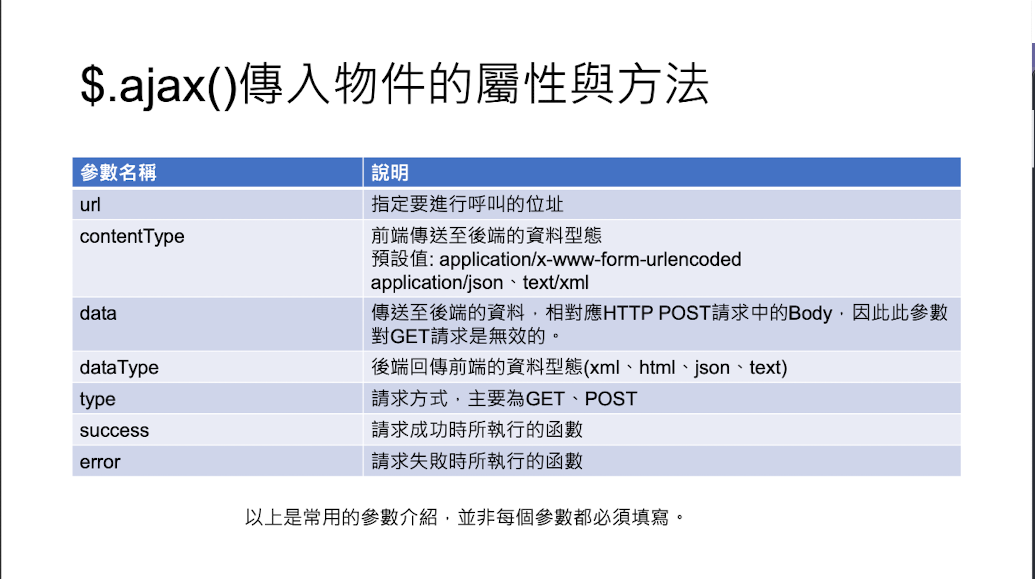 $.ajax()傳入物件的屬性與方法
參數名稱 說明
url 指定要進行呼叫的位址
contentType 前端傳送至後端的資料型態
預設值: application/x-www-form-urlencoded
application/json、text/xml
data 傳送至後端的資料，相對應HTTP POST請求中的Body，因此此參數
對GET請求是無效的。
dataType 後端回傳前端的資料型態(xml、html、json、text)
type 請求方式，主要為GET、POST
success 請求成功時所執行的函數
error 請求失敗時所執行的函數
以上是常用的參數介紹，並非每個參數都必須填寫。